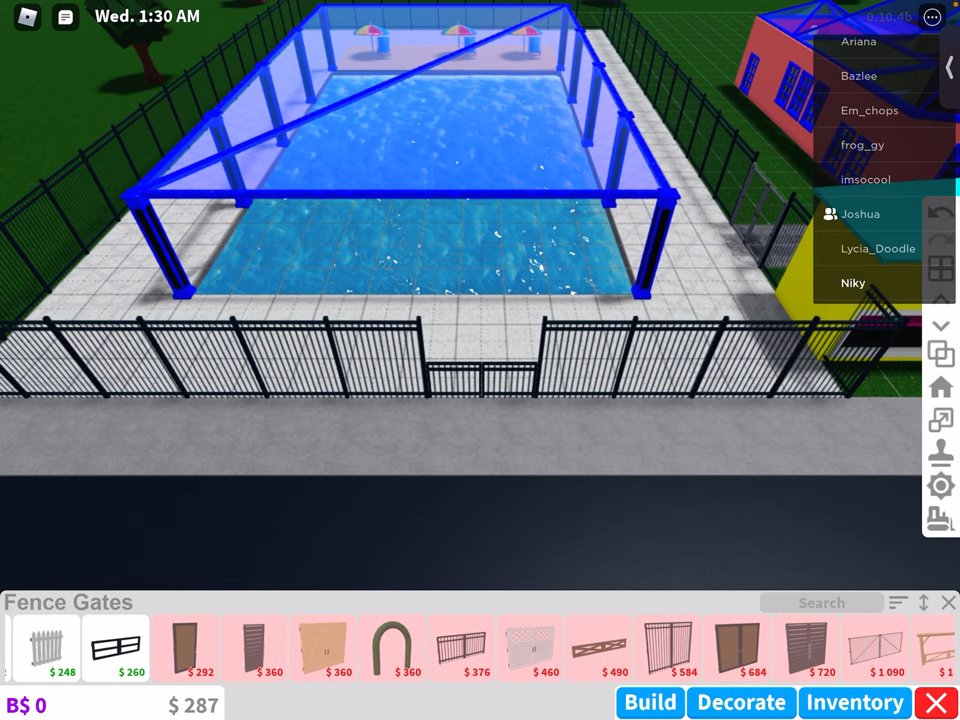 Wed. 1:30 AM
0.10.4b
Ariana
Bazlee
Em_chops
frog_gy
imsocool
Joshua
Lycia_Doodle
Niky
Fence Gates
Search
$ 248
$ 260
$ 292
$ 360
$ 360
$ 360
$ 376
$ 460
$ 490
$ 584
$ 684
$ 720
$ 1 090
$ 1
B$ 0
$ 287
Build
Decorate
Inventory